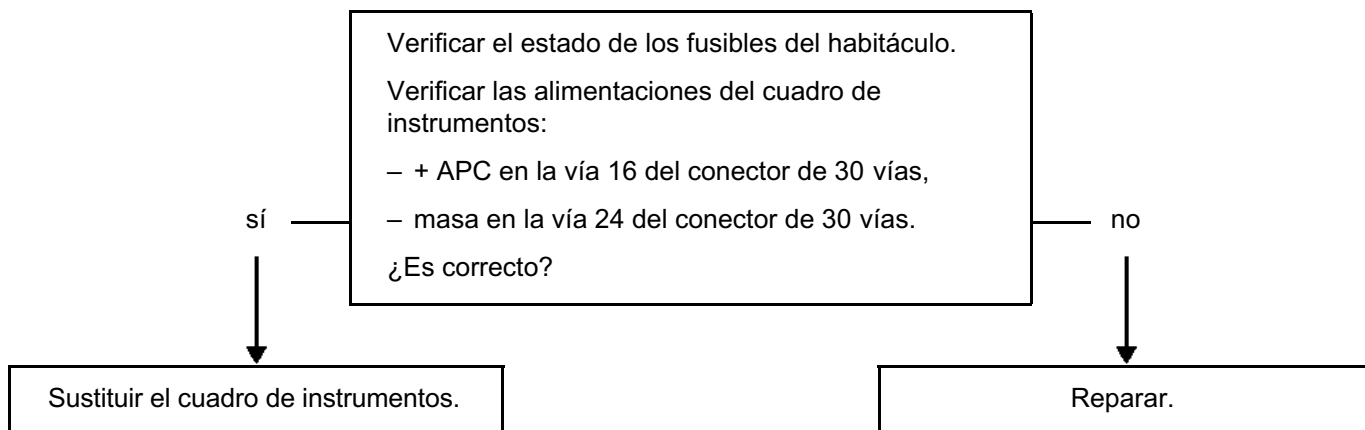 Verificar el estado de los fusibles del habitáculo.
Verificar las alimentaciones del cuadro de
instrumentos:
– + APC en la vía 16 del conector de 30 vías,
– masa en la vía 24 del conector de 30 vías.
¿Es correcto?
sí
no
Sustituir el cuadro de instrumentos.
Reparar.